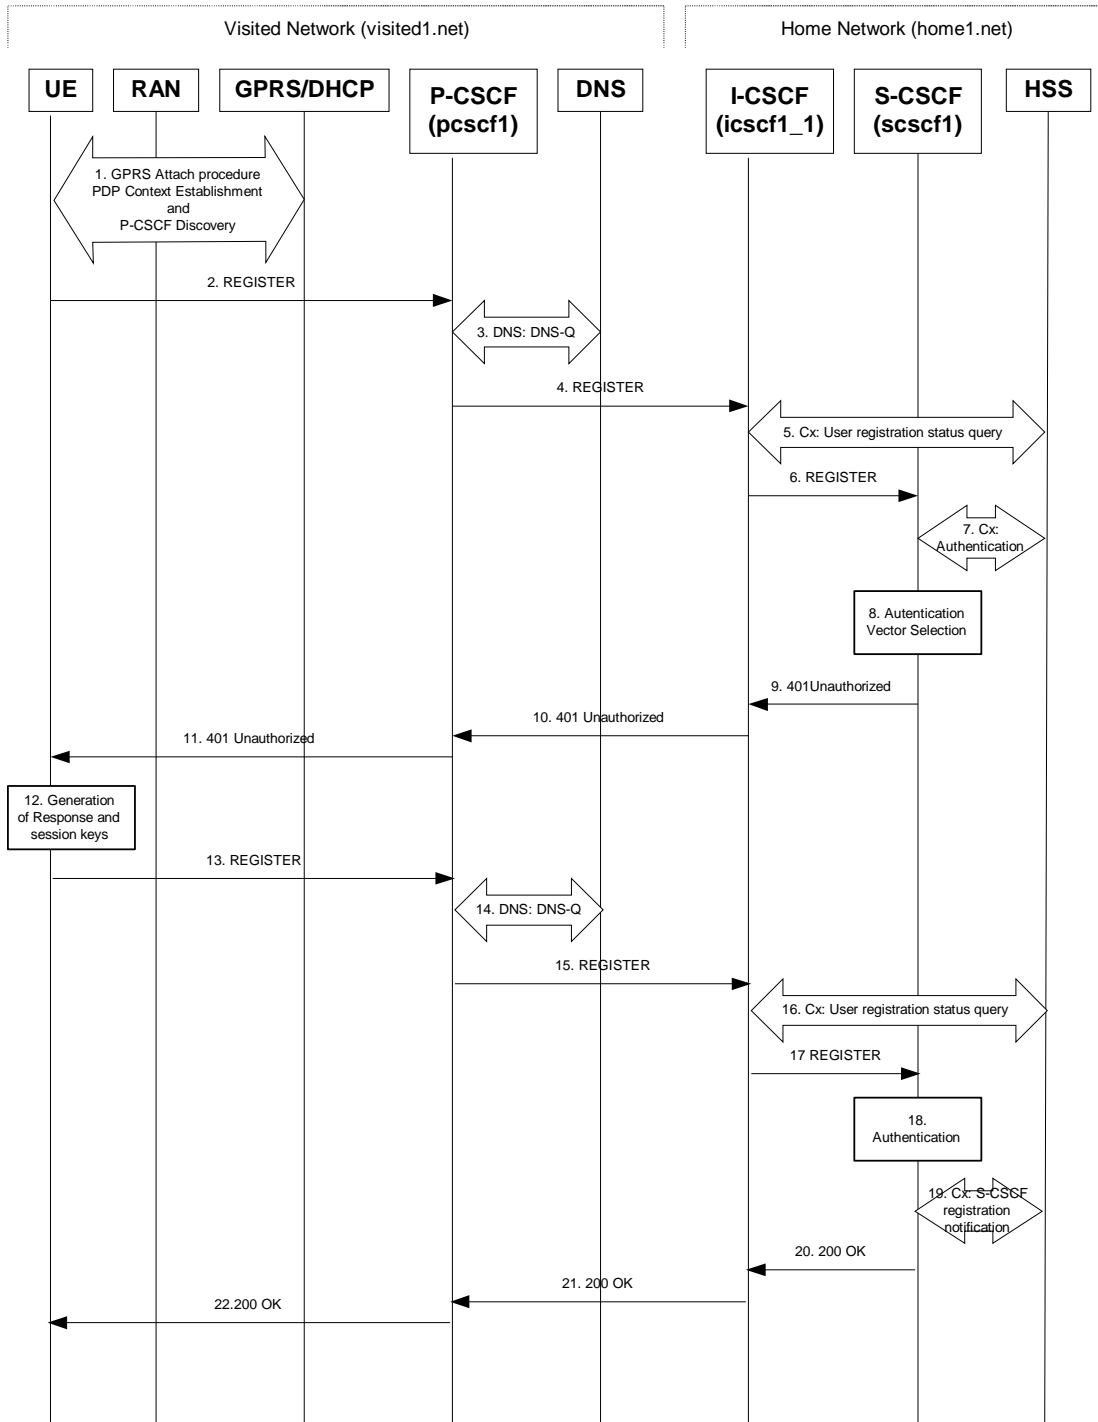 Visited Network (visited1.net)
Home Network (home1.net)
UE
RAN
GPRS/DHCP
P-CSCF
(pcscf1)
DNS
I-CSCF
(icscf1_1)
S-CSCF
(scscf1)
HSS
1. GPRS Attach procedure
PDP Context Establishment
and
P-CSCF Discovery
2. REGISTER
3. DNS: DNS-Q
4. REGISTER
5. Cx: User registration status query
6. REGISTER
7. Cx:
Authentication
8. Autentication
Vector Selection
9. 401Unauthorized
10. 401 Unauthorized
11. 401 Unauthorized
12. Generation
of Response and
session keys
13. REGISTER
14. DNS: DNS-Q
15. REGISTER
16. Cx: User registration status query
17 REGISTER
18.
Authentication
19. Cx: S-CSCF
registration
notification
20. 200 OK
21. 200 OK
22.200 OK